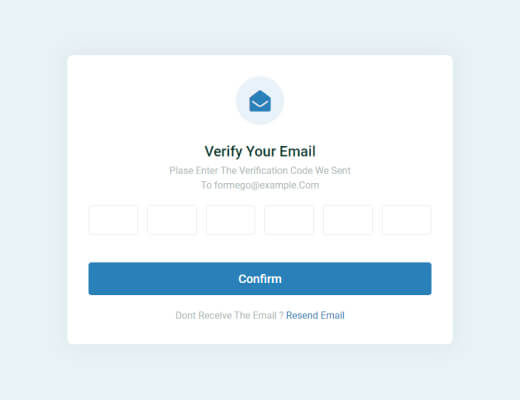 Verify Your Email
Plase Enter The Verification Code We Sent
To formego@example.Com
Confirm
Dont Receive The Email ? Resend Email